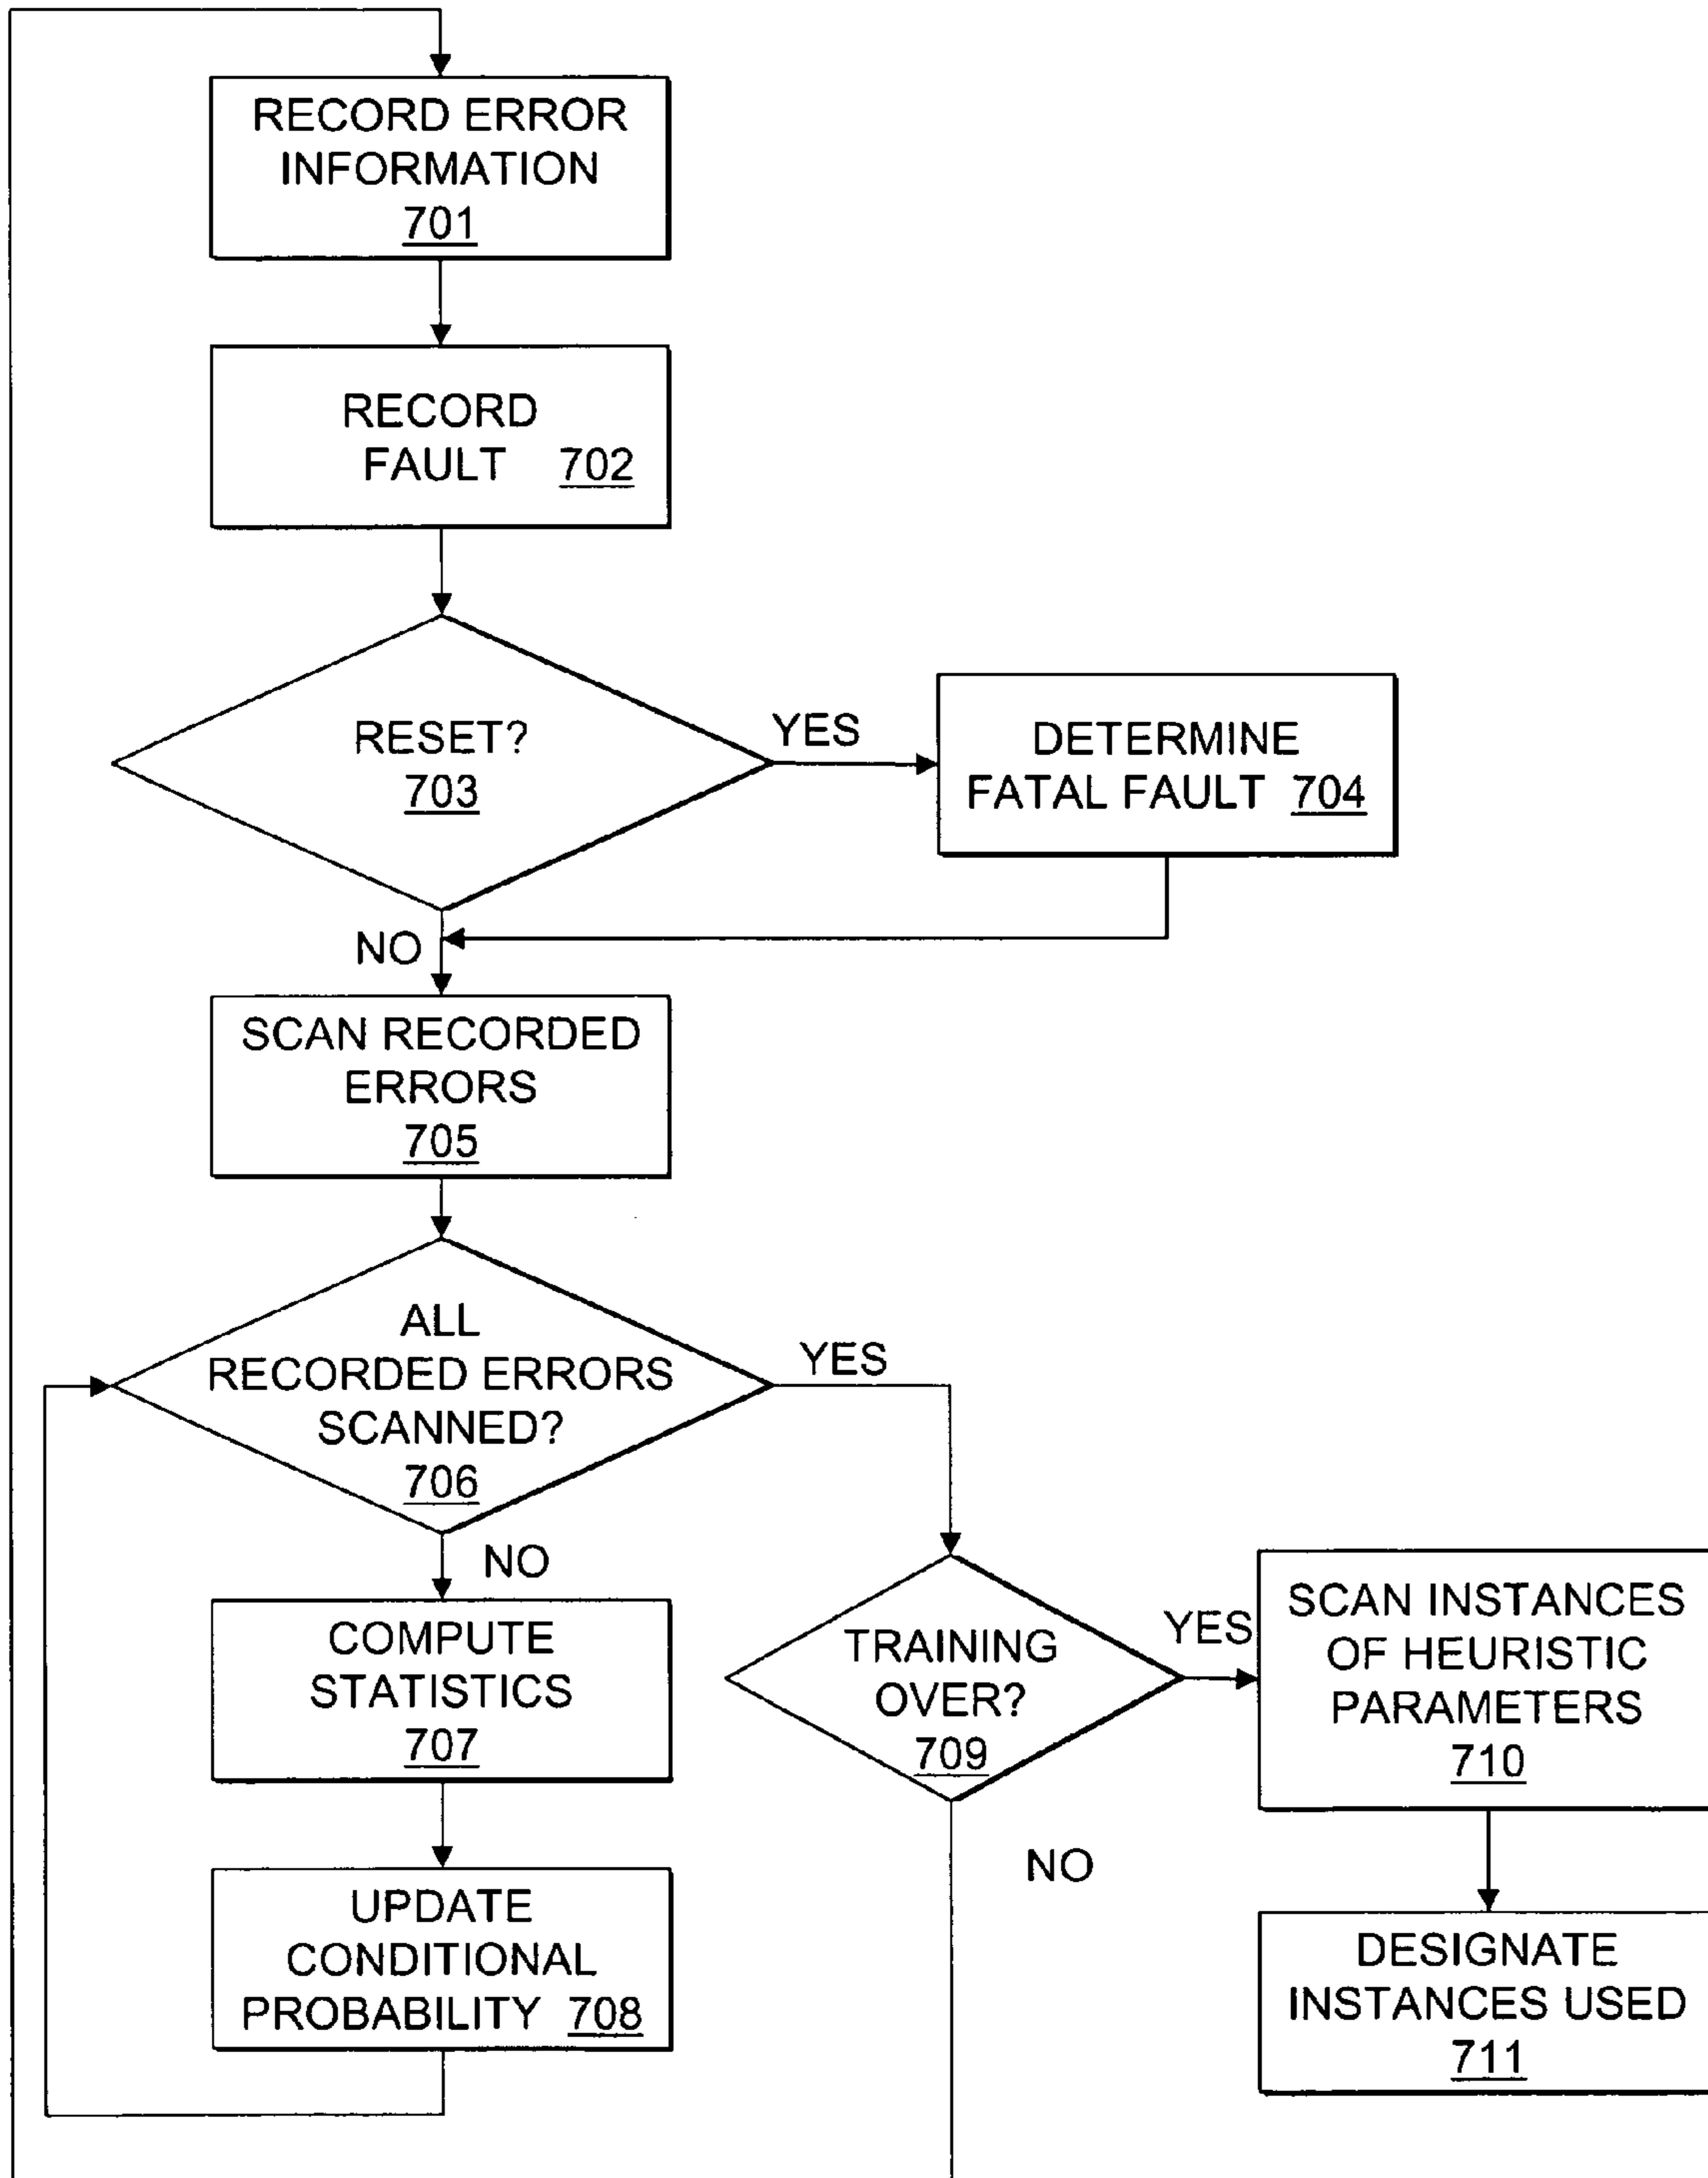 RECORD ERROR
INFORMATION
701
RECORD
FAULT 702
RESET?
703
YES
DETERMINE
FATAL FAULT 704
NO
SCAN RECORDED
ERRORS
705
ALL
RECORDED ERRORS
SCANNED?
706
YES
NO
COMPUTE
STATISTICS
707
TRAINING
OVER?
709
YES
SCAN INSTANCES
OF HEURISTIC
PARAMETERS
710
NO
UPDATE
CONDITIONAL
PROBABILITY 708
DESIGNATE
INSTANCES USED
711